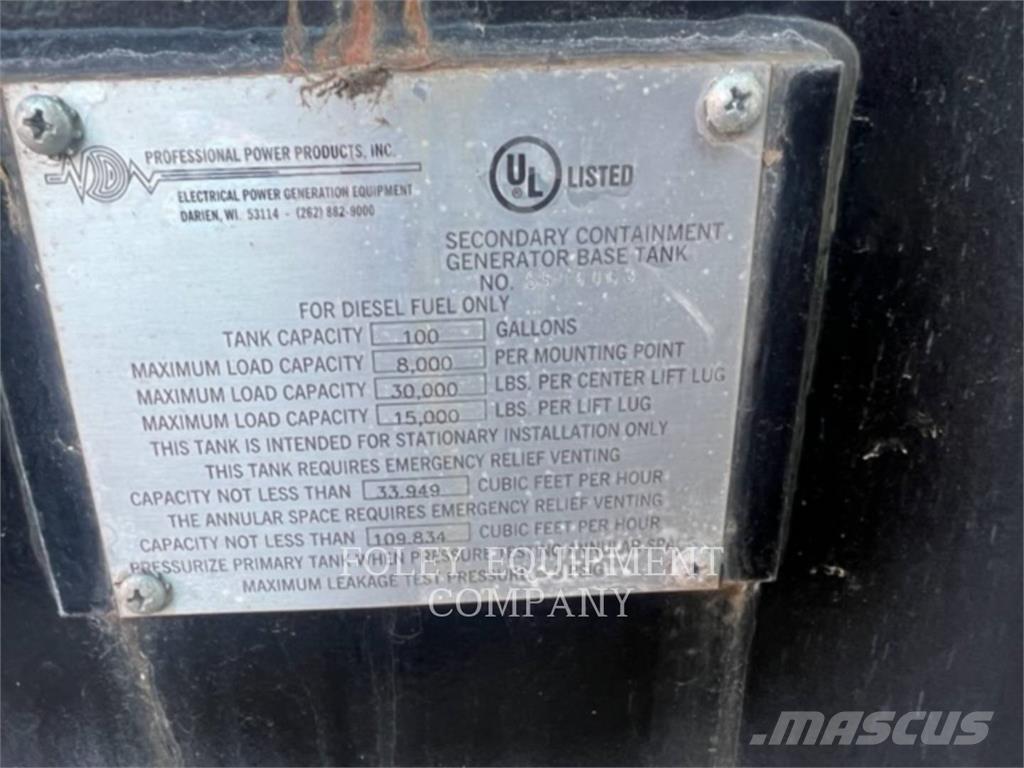 PROFESSIONAL POWER PRODUCTS, INC.
ELECTRICAL POWER GENERATION EQUIPMENT
DARIEN, WI. 53114 - (262) 882-9000
UL ® LISTED
SECONDARY CONTAINMENT
GENERATOR BASE TANK
NO.
FOR DIESEL FUEL ONLY
TANK CAPACITY 100 GALLONS
MAXIMUM LOAD CAPACITY 8,000 PER MOUNTING POINT
MAXIMUM LOAD CAPACITY 30,000 LBS. PER CENTER LIFT LUG
MAXIMUM LOAD CAPACITY 15,000 LBS. PER LIFT LUG
THIS TANK IS INTENDED FOR STATIONARY INSTALLATION ONLY
THIS TANK REQUIRES EMERGENCY RELIEF VENTING
CAPACITY NOT LESS THAN 33,949 CUBIC FEET PER HOUR
THE ANNULAR SPACE REQUIRES EMERGENCY RELIEF VENTING
CAPACITY NOT LESS THAN 109,834 CUBIC FEET PER HOUR
PRESSURIZE PRIMARY TANK WHEN PRESSURE TESTING ANNULAR SPACE
MAXIMUM LEAKAGE TEST PRESSURE
FOLEY EQUIPMENT
COMPANY
MASCUS